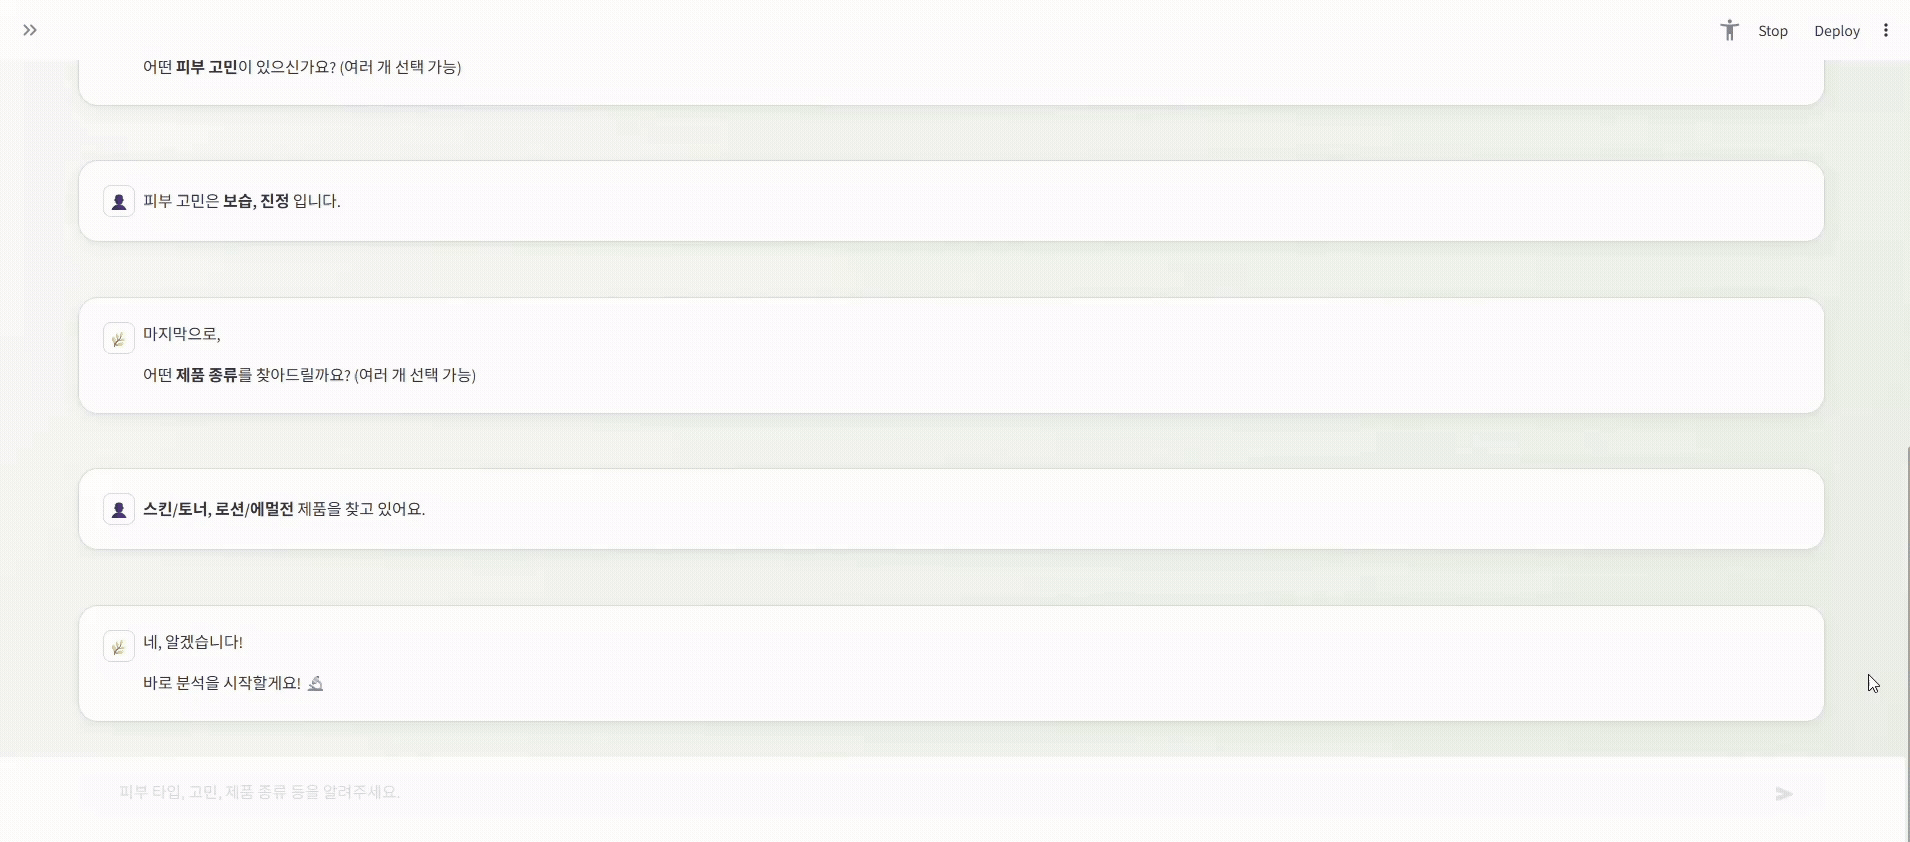 Stop Deploy
어떤 피부 고민이 있으신가요? (여러 개 선택 가능)
피부 고민은 보습, 진정 입니다.
마지막으로,
어떤 제품 종류를 찾아드릴까요? (여러 개 선택 가능)
스킨/토너, 로션/에멀전 제품을 찾고 있어요.
네, 알겠습니다!
바로 분석을 시작할게요! 🔬
피부 타입, 고민, 제품 종류 등을 알려주세요.